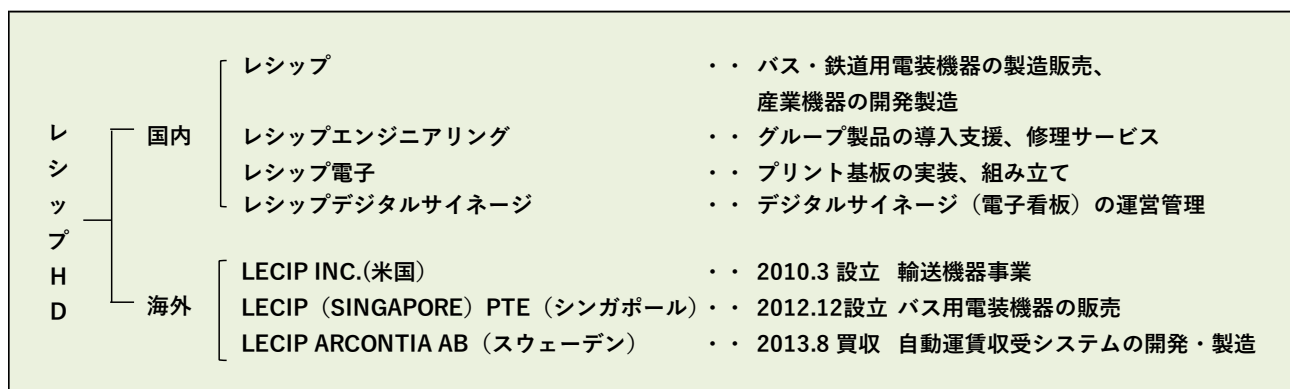 レシップHD
国内
レシップ ・・ バス・鉄道用電装機器の製造販売、
産業機器の開発製造
レシップエンジニアリング ・・ グループ製品の導入支援、修理サービス
レシップ電子 ・・ プリント基板の実装、組み立て
レシップデジタルサイネージ ・・ デジタルサイネージ（電子看板）の運営管理
海外
LECIP INC.(米国） ・・ 2010.3 設立 輸送機器事業
LECIP（SINGAPORE）PTE（シンガポール） ・・ 2012.12設立 バス用電装機器の販売
LECIP ARCONTIA AB（スウェーデン） ・・ 2013.8 買収 自動運賃収受システムの開発・製造